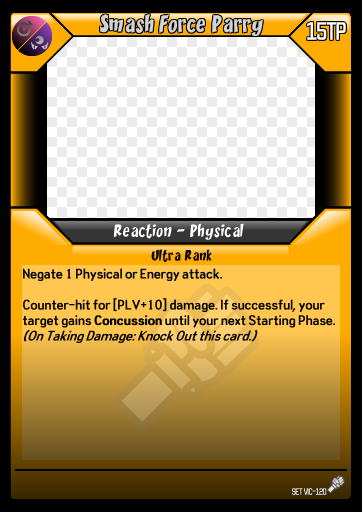 Smash Force Parry
15TP
Reaction - Physical
Ultra Rank
Negate 1 Physical or Energy attack.
Counter-hit for [PLV+10] damage. If successful, your
target gains Concussion until your next Starting Phase.
(On Taking Damage: Knock Out this card.)
SET VIC-120